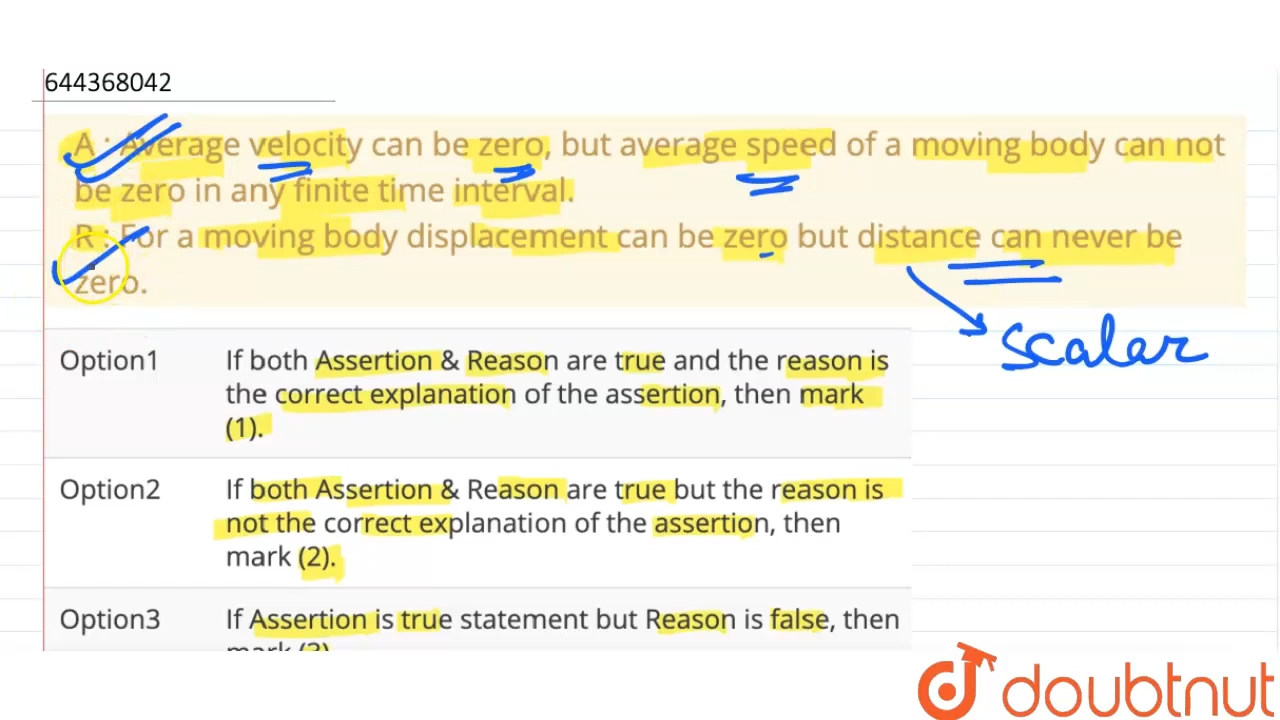 644368042
A : Average velocity can be zero, but average speed of a moving body can not
be zero in any finite time interval.
R : For a moving body displacement can be zero but distance can never be
zero.
scalar
Option1 If both Assertion & Reason are true and the reason is
the correct explanation of the assertion, then mark
(1).
Option2 If both Assertion & Reason are true but the reason is
not the correct explanation of the assertion, then
mark (2).
Option3 If Assertion is true statement but Reason is false, then
mark (3).
doubtnut